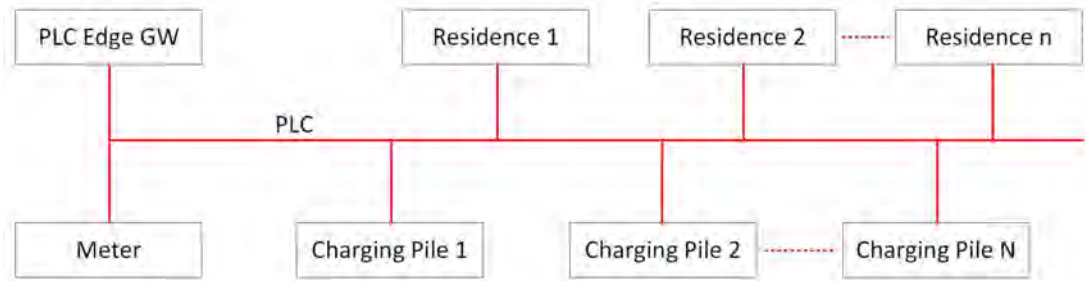 PLC Edge GW
Residence 1
Residence 2
Residence n
PLC
Meter
Charging Pile 1
Charging Pile 2
Charging Pile N